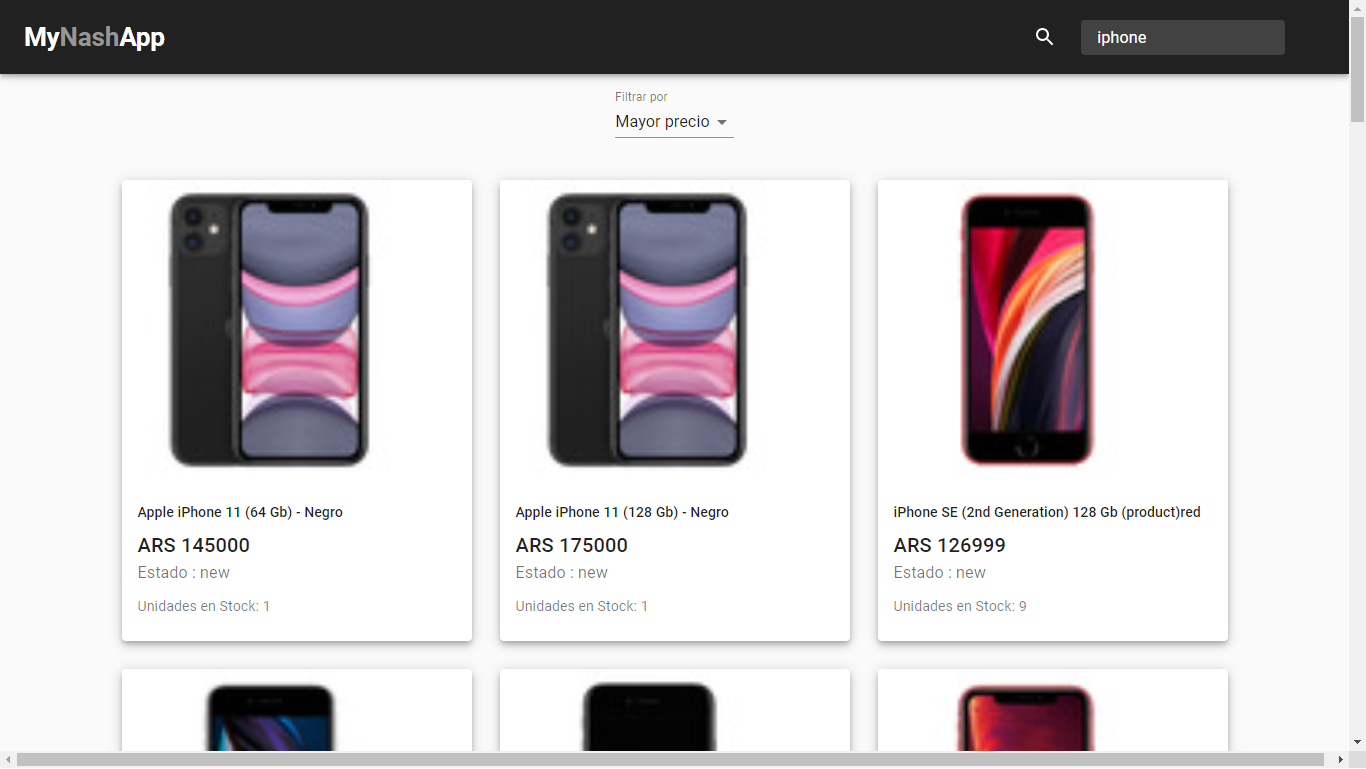 MyNashApp
iphone
Filtrar por
Mayor precio
Apple iPhone 11 (64 Gb) - Negro
ARS 145000
Estado : new
Unidades en Stock: 1
Apple iPhone 11 (128 Gb) - Negro
ARS 175000
Estado : new
Unidades en Stock: 1
iPhone SE (2nd Generation) 128 Gb (product)red
ARS 126999
Estado : new
Unidades en Stock: 9